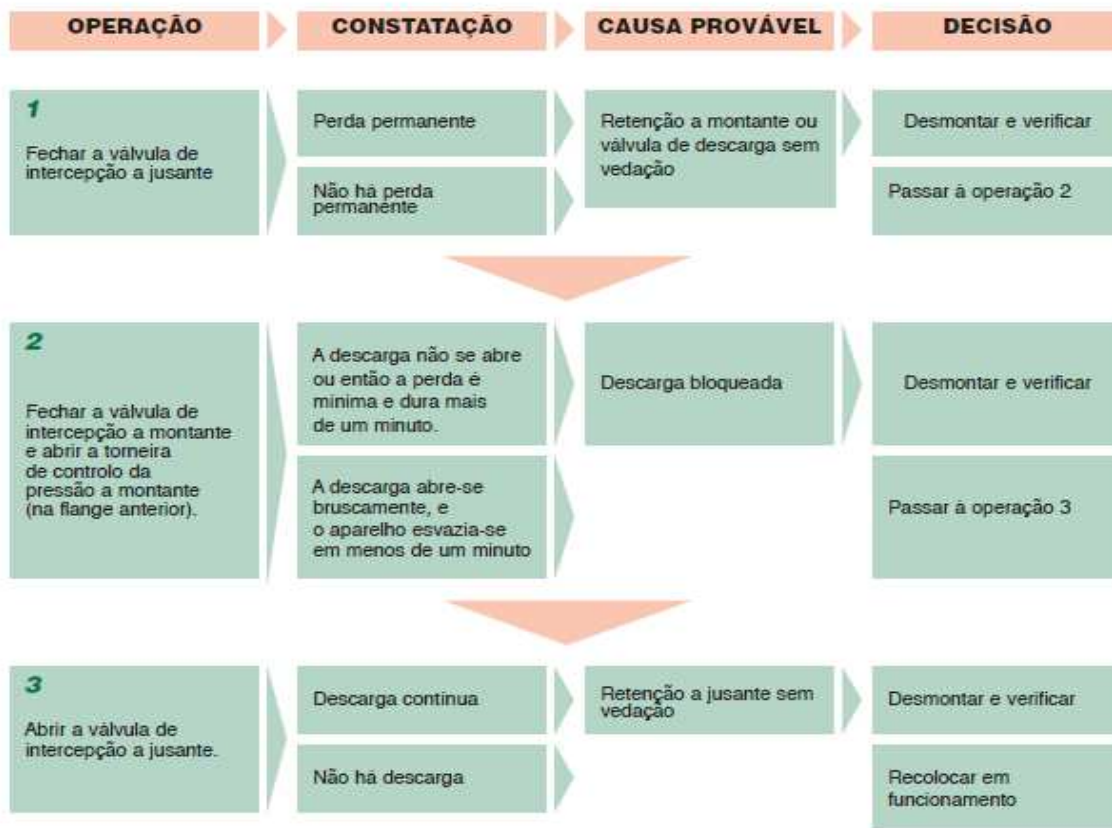 OPERAÇÃO
CONSTATAÇÃO
CAUSA PROVÁVEL
DECISÃO
1
Fechar a válvula de
intercepção a jusante
Perda permanente
Não há perda
permanente
Retenção a montante ou
válvula de descarga sem
vedação
Desmontar e verificar
Passar à operação 2
2
Fechar a válvula de
intercepção a montante
e abrir a torneira
de controlo da
pressão a montante
(na flange anterior).
A descarga não se abre
ou então a perda é
mínima e dura mais
de um minuto.
A descarga abre-se
bruscamente, e
o aparelho esvazia-se
em menos de um minuto
Descarga bloqueada
Desmontar e verificar
Passar à operação 3
3
Abrir a válvula de
intercepção a jusante.
Descarga contínua
Não há descarga
Retenção a jusante sem
vedação
Desmontar e verificar
Recolocar em
funcionamento